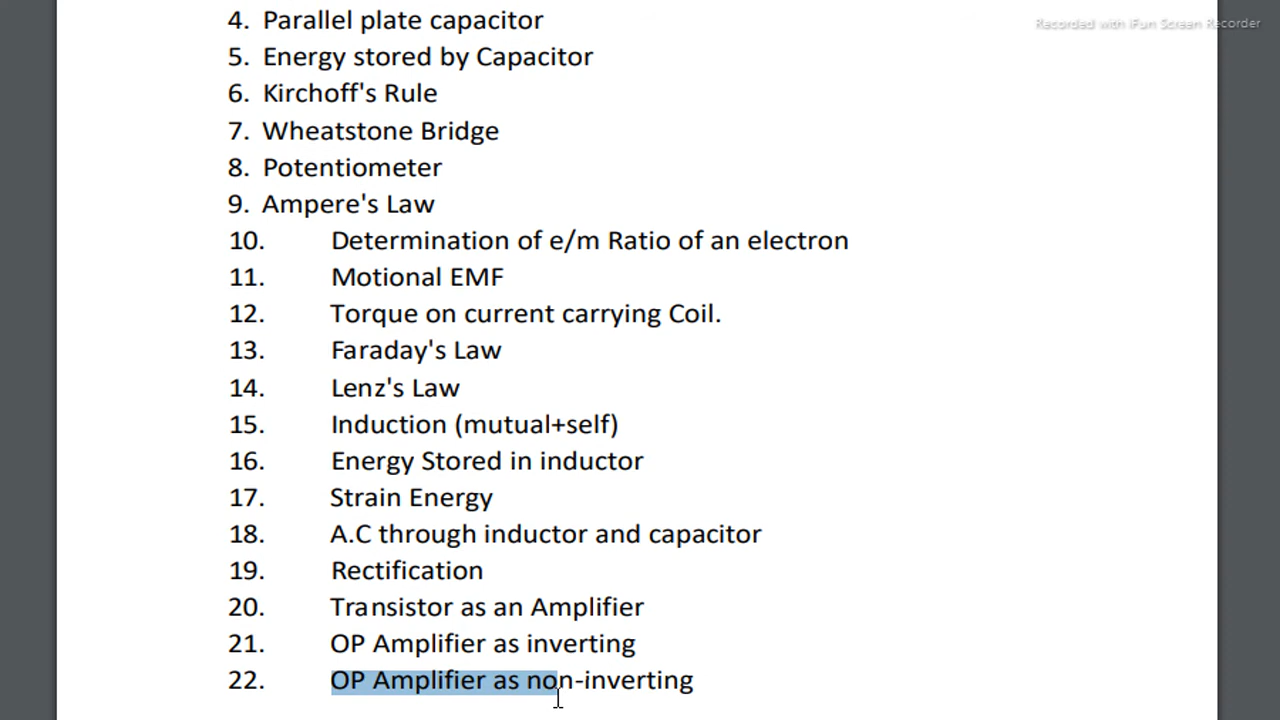 Recorded with iFun Screen Recorder
4. Parallel plate capacitor
5. Energy stored by Capacitor
6. Kirchoff's Rule
7. Wheatstone Bridge
8. Potentiometer
9. Ampere's Law
10. Determination of e/m Ratio of an electron
11. Motional EMF
12. Torque on current carrying Coil.
13. Faraday's Law
14. Lenz's Law
15. Induction (mutual+self)
16. Energy Stored in inductor
17. Strain Energy
18. A.C through inductor and capacitor
19. Rectification
20. Transistor as an Amplifier
21. OP Amplifier as inverting
22. OP Amplifier as non-inverting